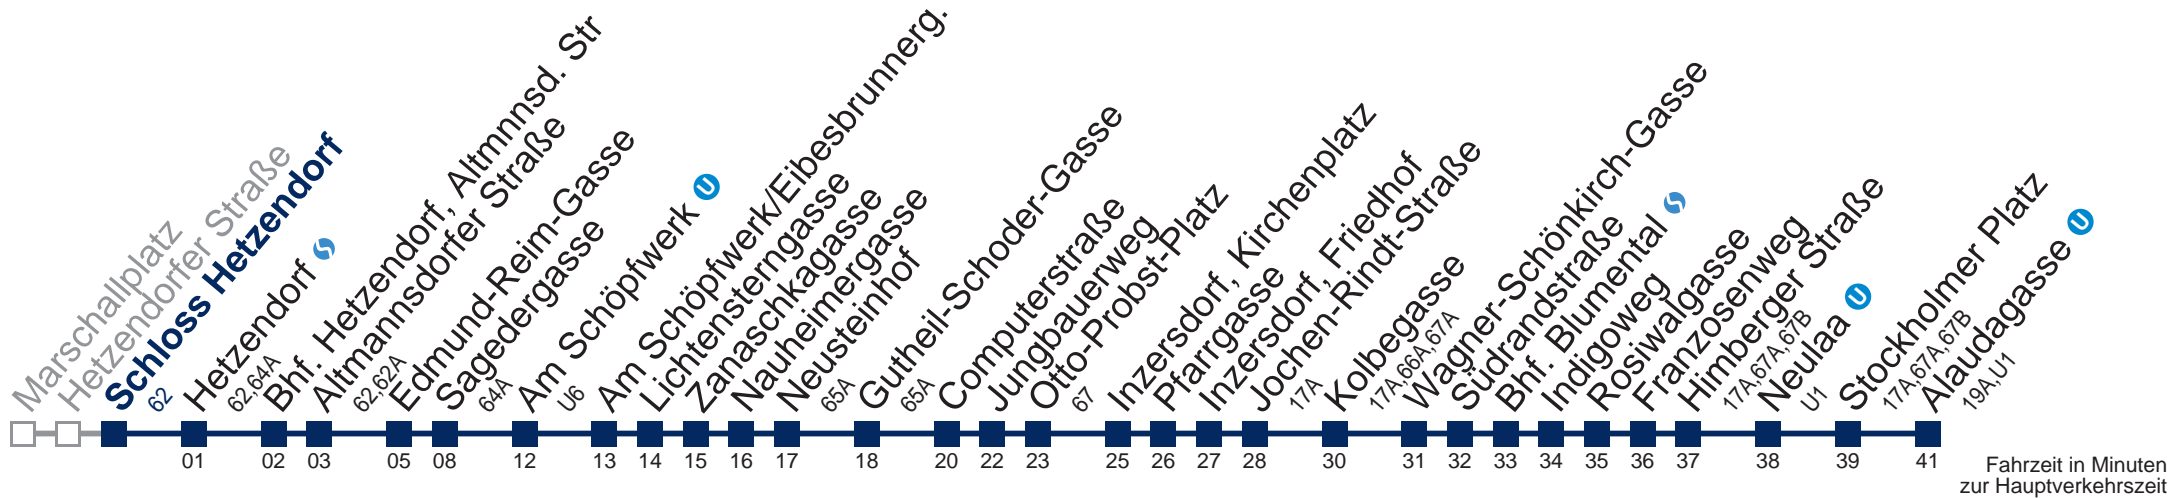 Marschallplatz
Hetzendorfer Straße
Schloss Hetzendorf
62
Hetzendorf S
62,64A
Bhf. Hetzendorf, Altmnnsd. Str
Altmannsdorfer Straße
62,62A
Edmund-Reim-Gasse
Sagedergasse
64A
Am Schöpfwerk U
U6
Am Schöpfwerk/Eibesbrunnerg.
Lichtensterngasse
Zanaschkagasse
Nauheimergasse
Neusteinhof
65A
Gutheil-Schoder-Gasse
65A
Computerstraße
Jungbauerweg
Otto-Probst-Platz
67
Inzersdorf, Kirchenplatz
Pfarrgasse
Inzersdorf, Friedhof
Jochen-Rindt-Straße
17A
Kolbegasse
17A,66A,67A
Wagner-Schönkirch-Gasse
Südrandstraße
Bhf. Blumental S
Indigoweg
Rosiwalgasse
Franzosenweg
Himberger Straße
17A,67A,67B
Neulaa U
U1
Stockholmer Platz
17A,67A,67B
Alaudagasse U
19A,U1
01 02 03 05 08 12 13 14 15 16 17 18 20 22 23 25 26 27 28 30 31 32 33 34 35 36 37 38 39 41
Fahrzeit in Minuten
zur Hauptverkehrszeit